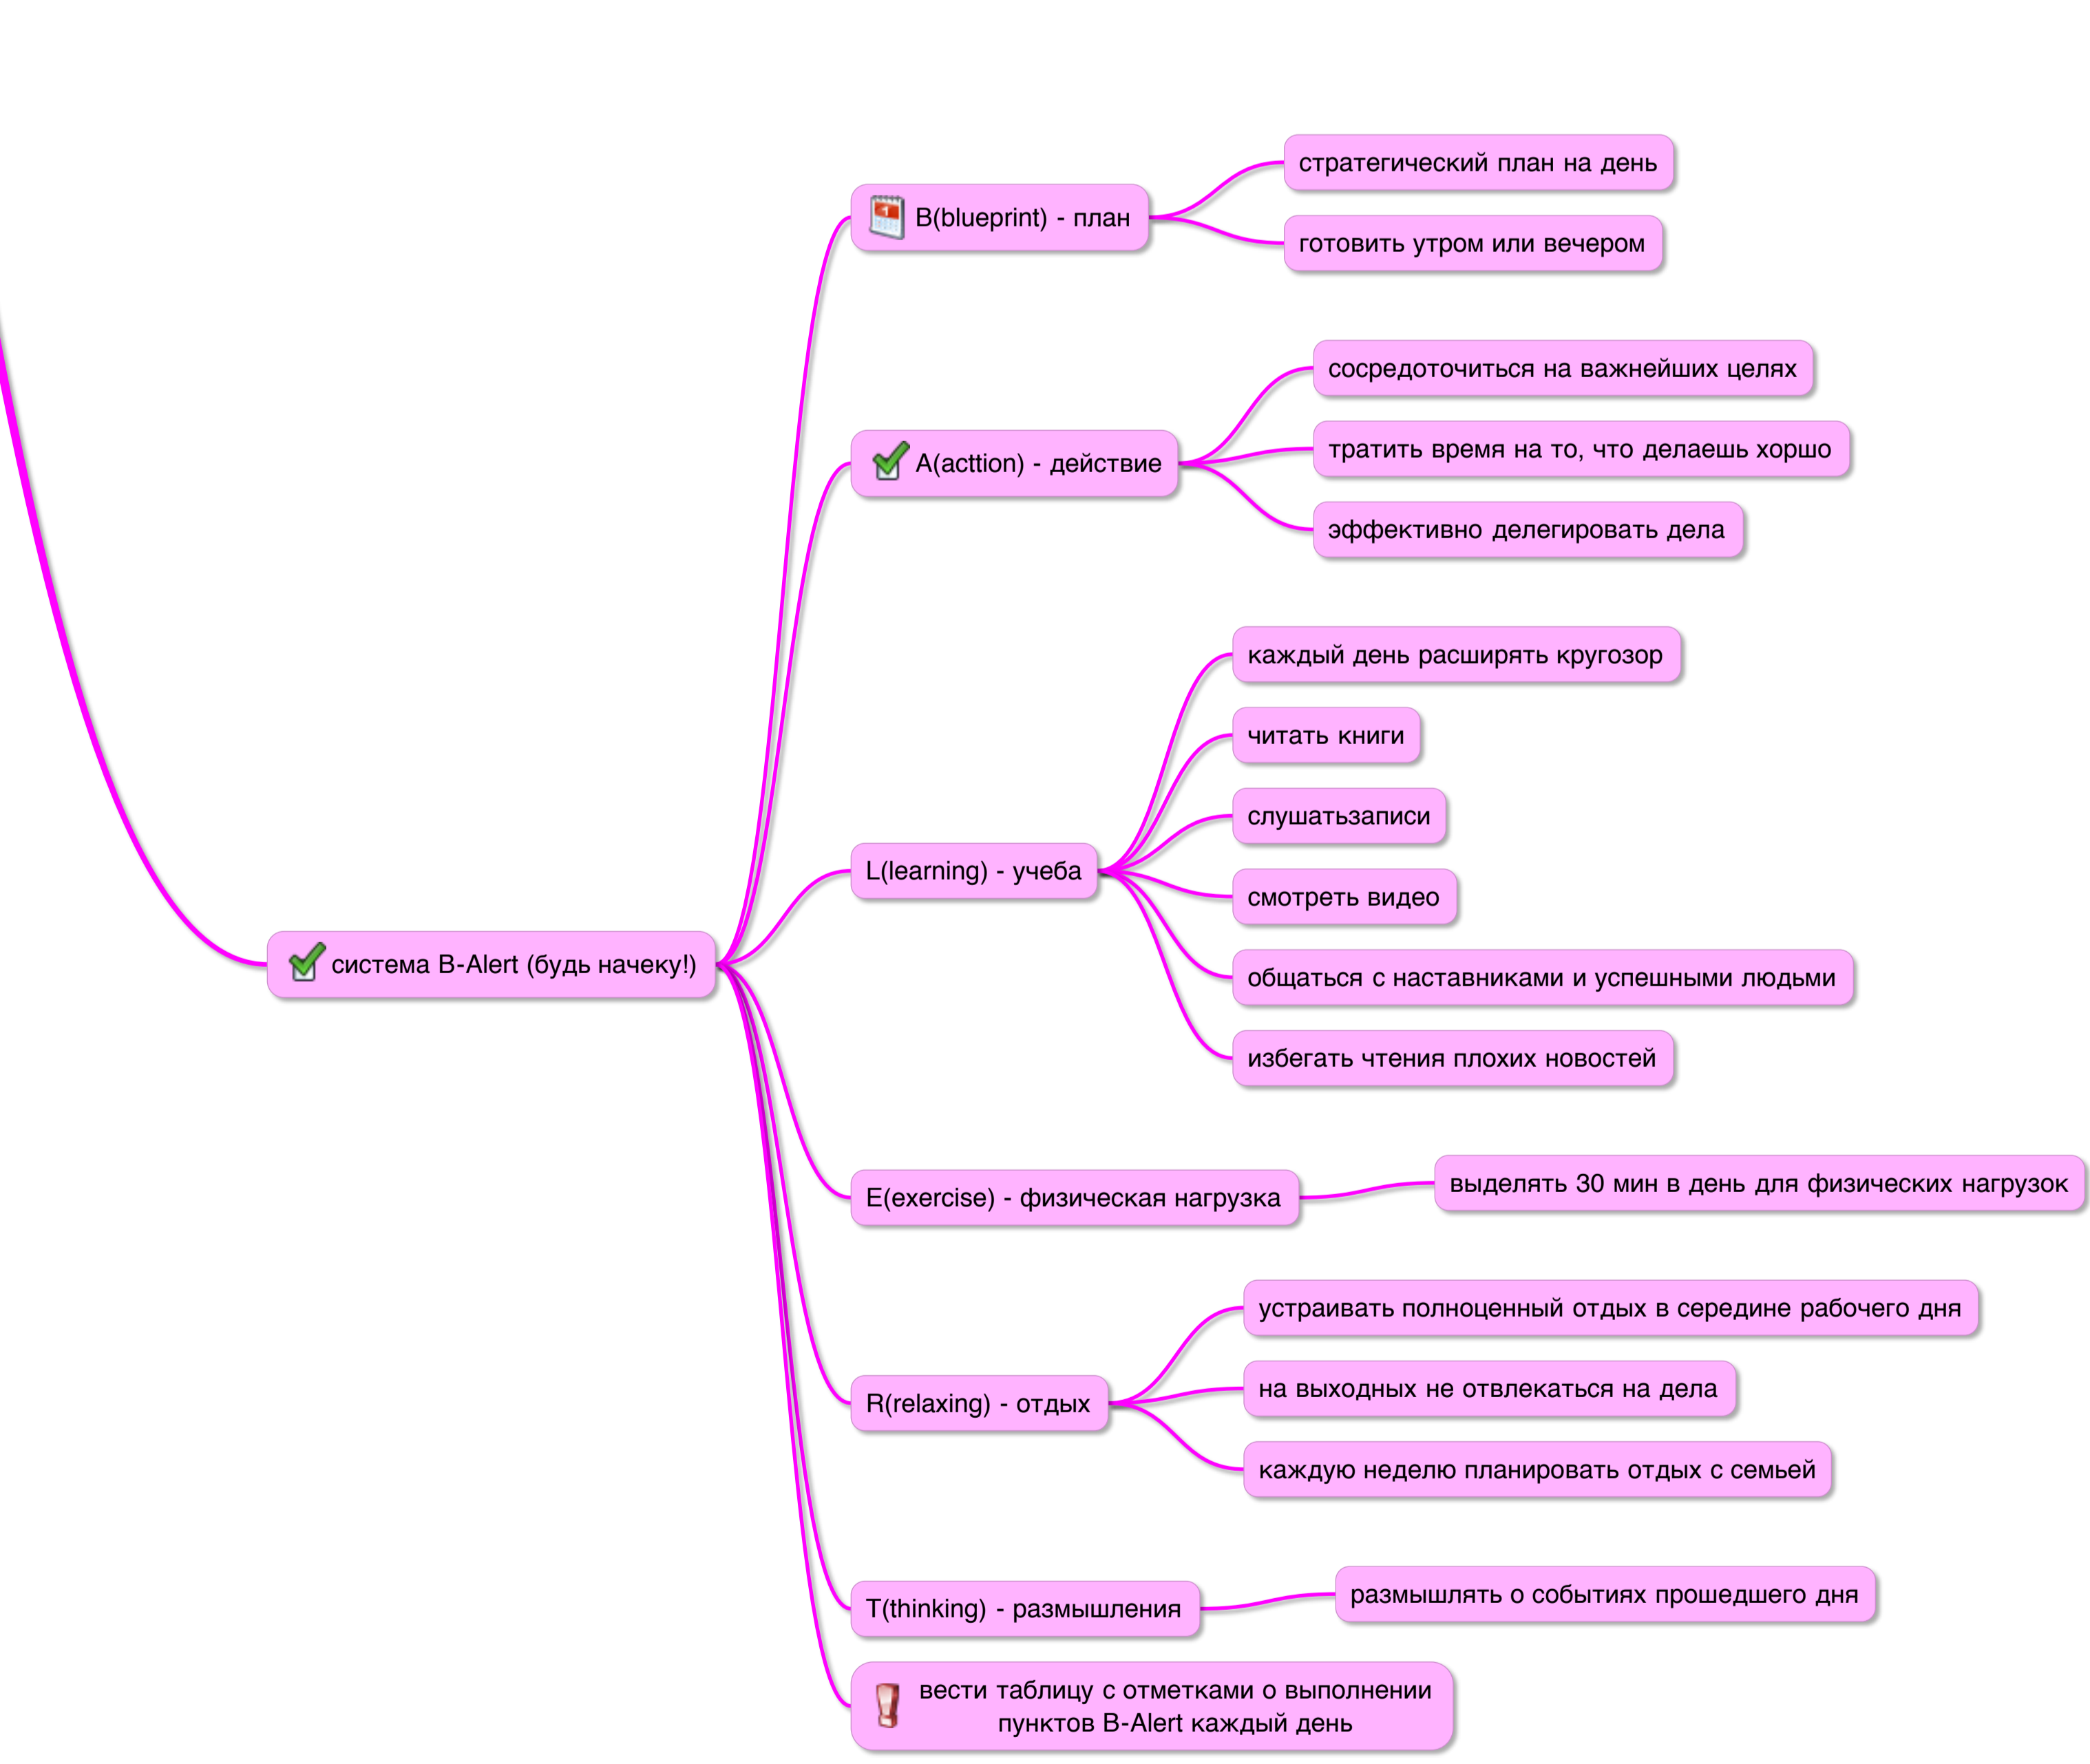 стратегический план на день
B(blueprint) - план
готовить утром или вечером
сосредоточиться на важнейших целях
тратить время на то, что делаешь хоршо
A(acttion) - действие
эффективно делегировать дела
каждый день расширять кругозор
читать книги
слушатьзаписи
L(learning) - учеба
смотреть видео
система B-Alert (будь начеку!)
общаться с наставниками и успешными людьми
избегать чтения плохих новостей
E(exercise) - физическая нагрузка
выделять 30 мин в день для физических нагрузок
устраивать полноценный отдых в середине рабочего дня
на выходных не отвлекаться на дела
R(relaxing) - отдых
каждую неделю планировать отдых с семьей
T(thinking) - размышления
размышлять о событиях прошедшего дня
вести таблицу с отметками о выполнении
пунктов B-Alert каждый день